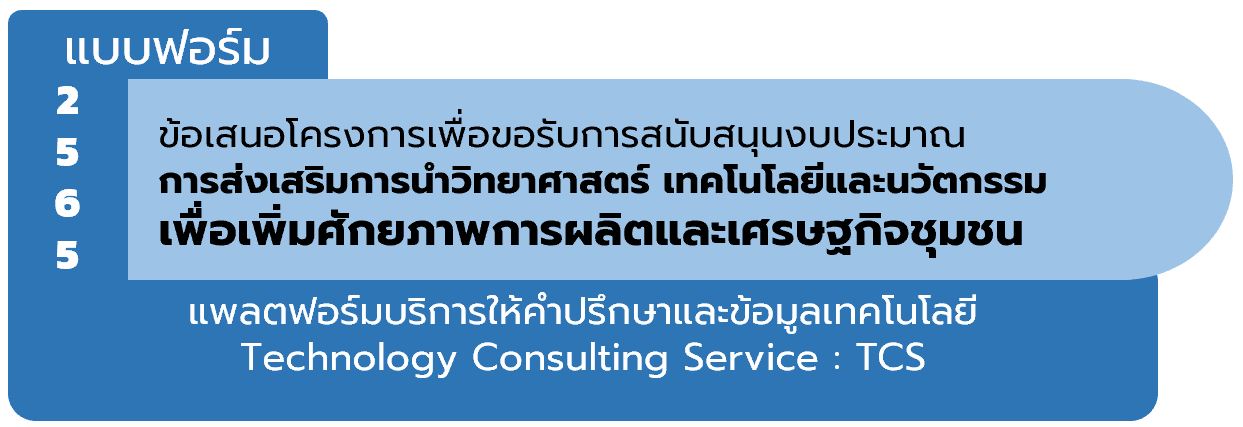 แบบฟอร์ม
2
5
6
5
ข้อเสนอโครงการเพื่อขอรับการสนับสนุนงบประมาณ
การส่งเสริมการนำวิทยาศาสตร์ เทคโนโลยีและนวัตกรรม
เพื่อเพิ่มศักยภาพการผลิตและเศรษฐกิจชุมชน
แพลตฟอร์มบริการให้คำปรึกษาและข้อมูลเทคโนโลยี
Technology Consulting Service : TCS